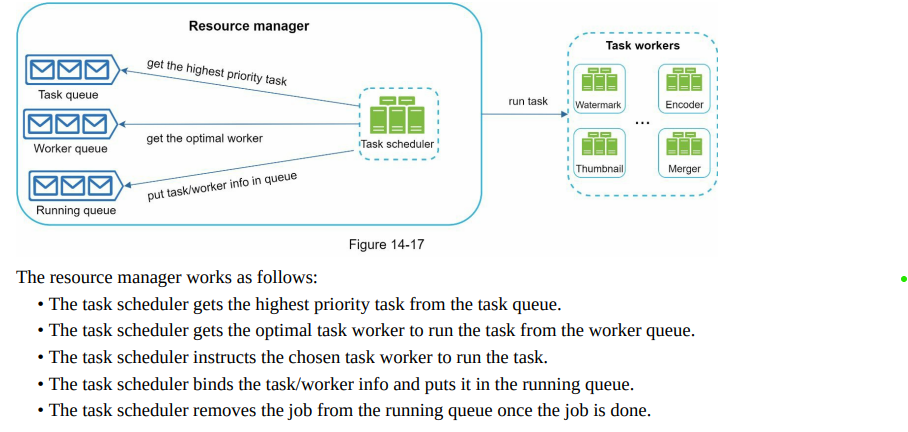 Resource manager
Task workers
get the highest priority task
Task queue
run task
Watermark
Encoder
Worker queue
get the optimal worker
Task scheduler
...
Thumbnail
Merger
Running queue
put task/worker info in queue
Figure 14-17
The resource manager works as follows:
• The task scheduler gets the highest priority task from the task queue.
• The task scheduler gets the optimal task worker to run the task from the worker queue.
• The task scheduler instructs the chosen task worker to run the task.
• The task scheduler binds the task/worker info and puts it in the running queue.
• The task scheduler removes the job from the running queue once the job is done.